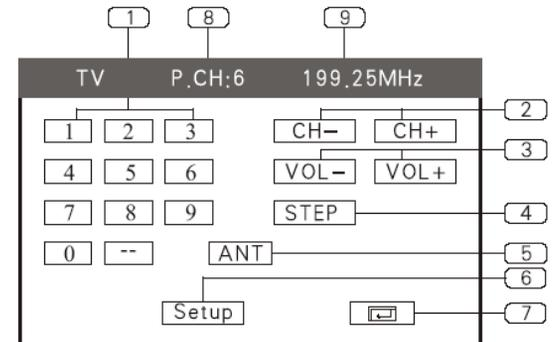 1 8 9
TV P.CH:6 199.25MHz
1 2 3 CH− CH+ 2
3
4 5 6 VOL− VOL+
7 8 9 STEP 4
0 -- ANT 5
6
Setup 7